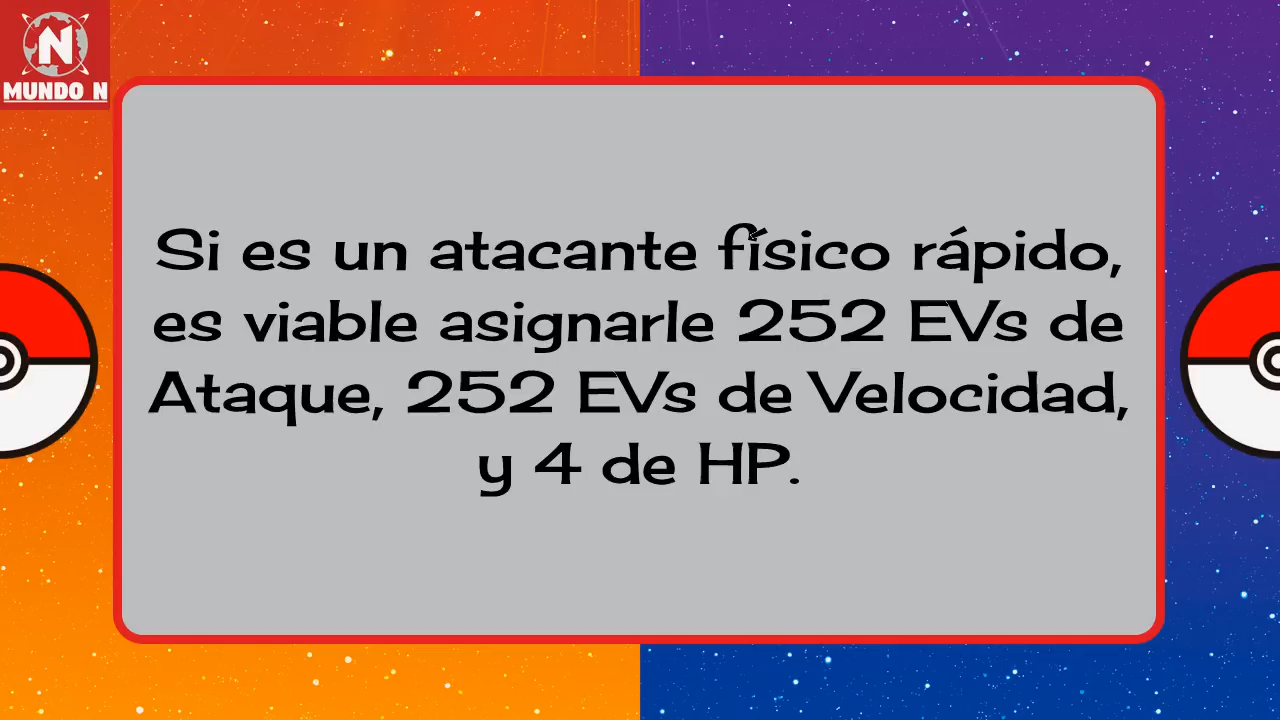 N
MUNDO N
Si es un atacante físico rápido,
es viable asignarle 252 EVs de
Ataque, 252 EVs de Velocidad,
y 4 de HP.